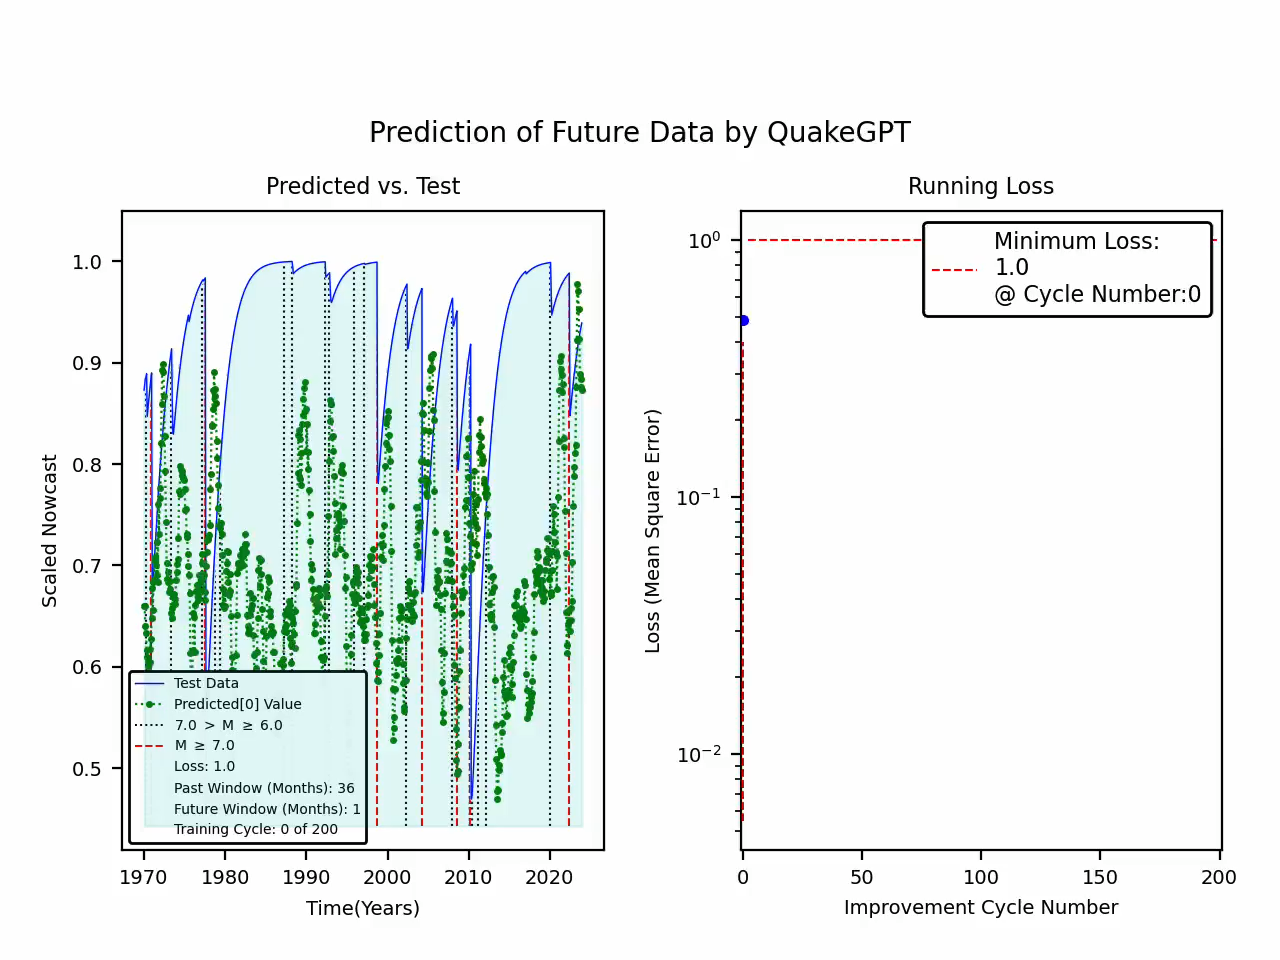 Prediction of Future Data by QuakeGPT
Predicted vs. Test
Scaled Nowcast
1.0
0.9
0.8
0.7
0.6
0.5
Test Data
Predicted[0] Value
7.0 > M ≥ 6.0
M ≥ 7.0
Loss: 1.0
Past Window (Months): 36
Future Window (Months): 1
Training Cycle: 0 of 200
1970 1980 1990 2000 2010 2020
Time(Years)
Running Loss
Loss (Mean Square Error)
10⁰
10⁻¹
10⁻²
Minimum Loss:
1.0
@ Cycle Number:0
0 50 100 150 200
Improvement Cycle Number